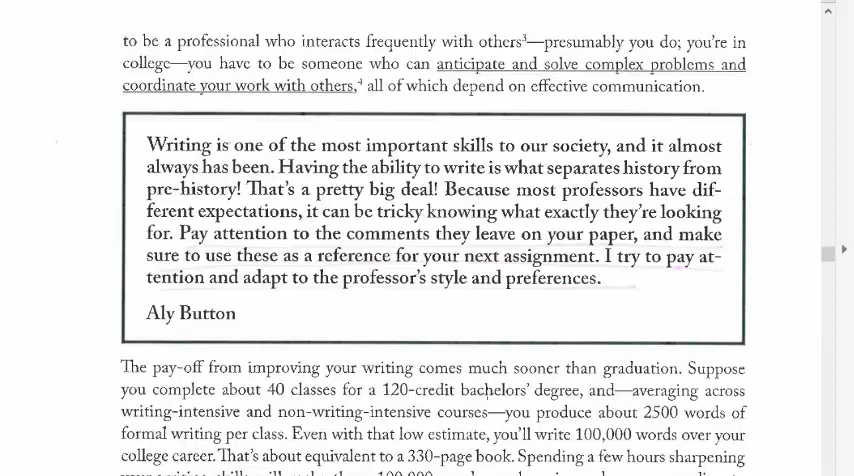 to be a professional who interacts frequently with others³—presumably you do; you're in
college—you have to be someone who can anticipate and solve complex problems and
coordinate your work with others,⁴ all of which depend on effective communication.
Writing is one of the most important skills to our society, and it almost
always has been. Having the ability to write is what separates history from
pre-history! That's a pretty big deal! Because most professors have dif-
ferent expectations, it can be tricky knowing what exactly they're looking
for. Pay attention to the comments they leave on your paper, and make
sure to use these as a reference for your next assignment. I try to pay at-
tention and adapt to the professor's style and preferences.
Aly Button
The pay-off from improving your writing comes much sooner than graduation. Suppose
you complete about 40 classes for a 120-credit bachelors' degree, and—averaging across
writing-intensive and non-writing-intensive courses—you produce about 2500 words of
formal writing per class. Even with that low estimate, you'll write 100,000 words over your
college career. That's about equivalent to a 330-page book. Spending a few hours sharpening